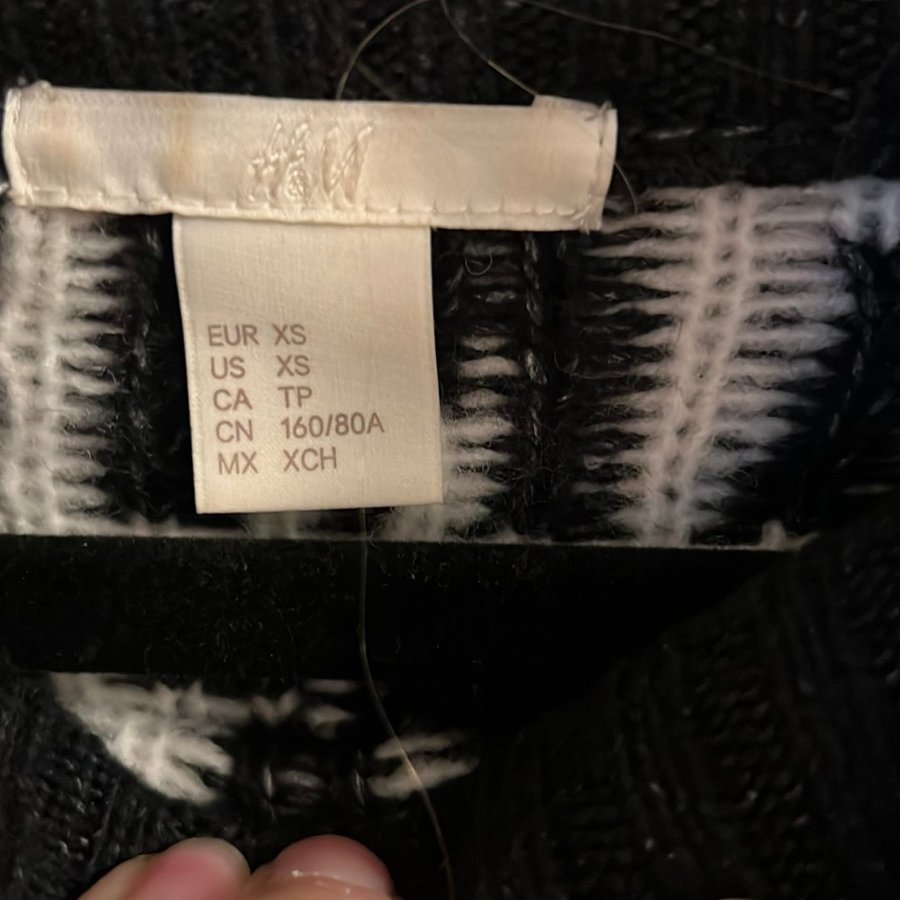 H&M
EUR XS
US XS
CA TP
CN 160/80A
MX XCH